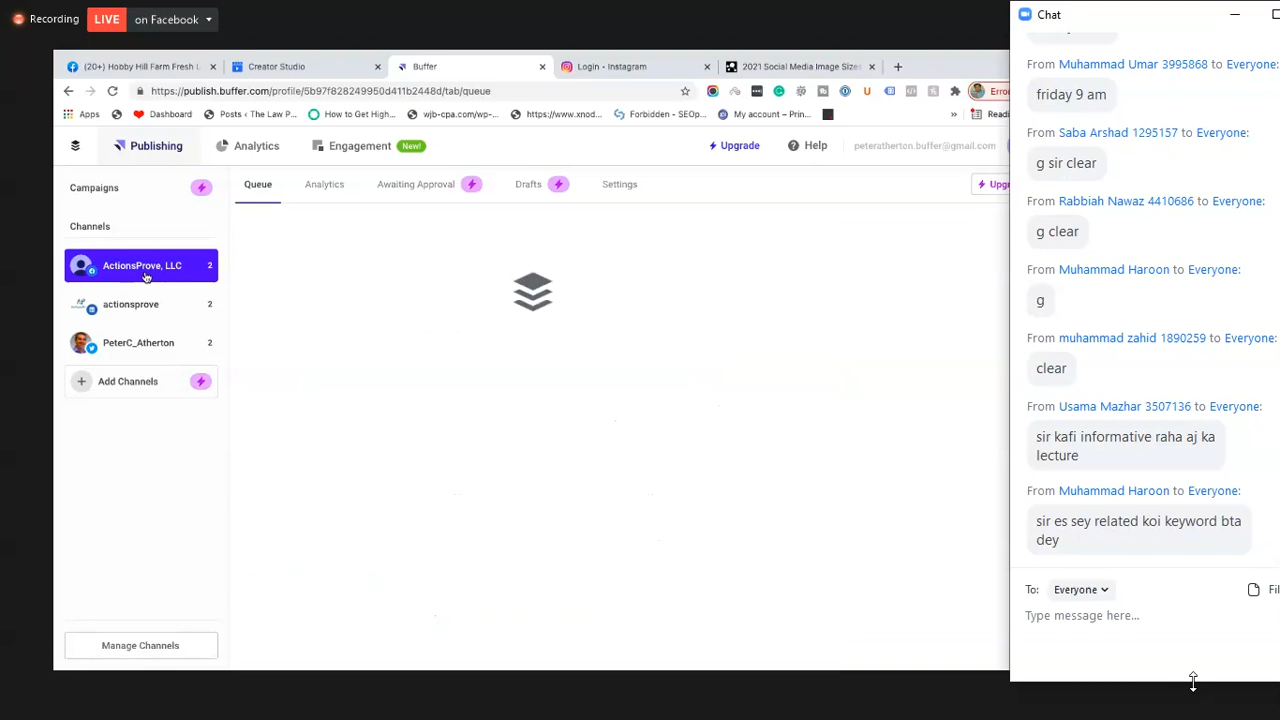 Recording
LIVE
on Facebook
(20+) Hobby Hill Farm Fresh
Creator Studio
Buffer
Login • Instagram
2021 Social Media Image Sizes
https://publish.buffer.com/profile/5b97f828249950d411b2448d/tab/queue
Error
Apps
Dashboard
Posts ‹ The Law P...
How to Get High...
wjb-cpa.com/wp-...
https://www.xnod...
Forbidden - SEOp...
My account – Prin...
Publishing
Analytics
Engagement
New!
Upgrade
Help
peteratherton.buffer@gmail.com
Campaigns
Channels
ActionsProve, LLC 2
actionsprove 2
PeterC_Atherton 2
Add Channels
Manage Channels
Queue
Analytics
Awaiting Approval
Drafts
Settings
Chat
From Muhammad Umar 3995868 to Everyone:
friday 9 am
From Saba Arshad 1295157 to Everyone:
g sir clear
From Rabbiah Nawaz 4410686 to Everyone:
g clear
From Muhammad Haroon to Everyone:
g
From muhammad zahid 1890259 to Everyone:
clear
From Usama Mazhar 3507136 to Everyone:
sir kafi informative raha aj ka
lecture
From Muhammad Haroon to Everyone:
sir es sey related koi keyword bta
dey
To: Everyone
Type message here...